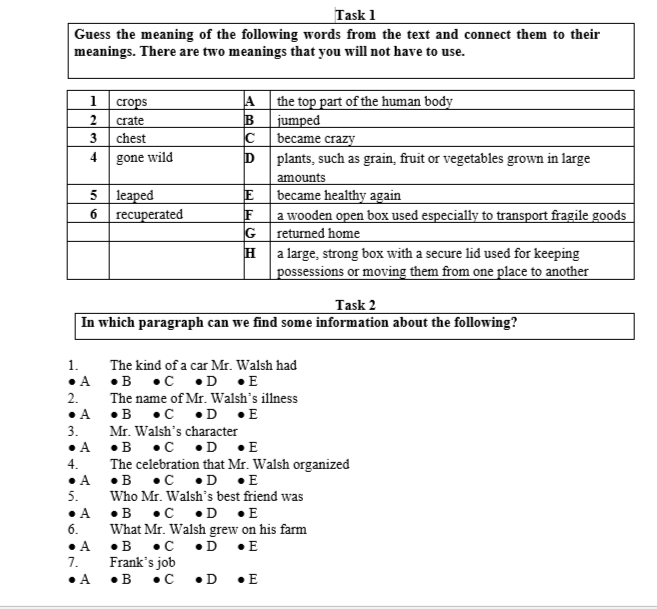 Task 1
Guess the meaning of the following words from the text and connect them to their
meanings. There are two meanings that you will not have to use.
1 crops A the top part of the human body
2 crate B jumped
3 chest C became crazy
4 gone wild D plants, such as grain, fruit or vegetables grown in large
amounts
5 leaped E became healthy again
6 recuperated F a wooden open box used especially to transport fragile goods
G returned home
H a large, strong box with a secure lid used for keeping
possessions or moving them from one place to another
Task 2
In which paragraph can we find some information about the following?
1. The kind of a car Mr. Walsh had
• A • B • C • D • E
2. The name of Mr. Walsh's illness
• A • B • C • D • E
3. Mr. Walsh's character
• A • B • C • D • E
4. The celebration that Mr. Walsh organized
• A • B • C • D • E
5. Who Mr. Walsh's best friend was
• A • B • C • D • E
6. What Mr. Walsh grew on his farm
• A • B • C • D • E
7. Frank's job
• A • B • C • D • E